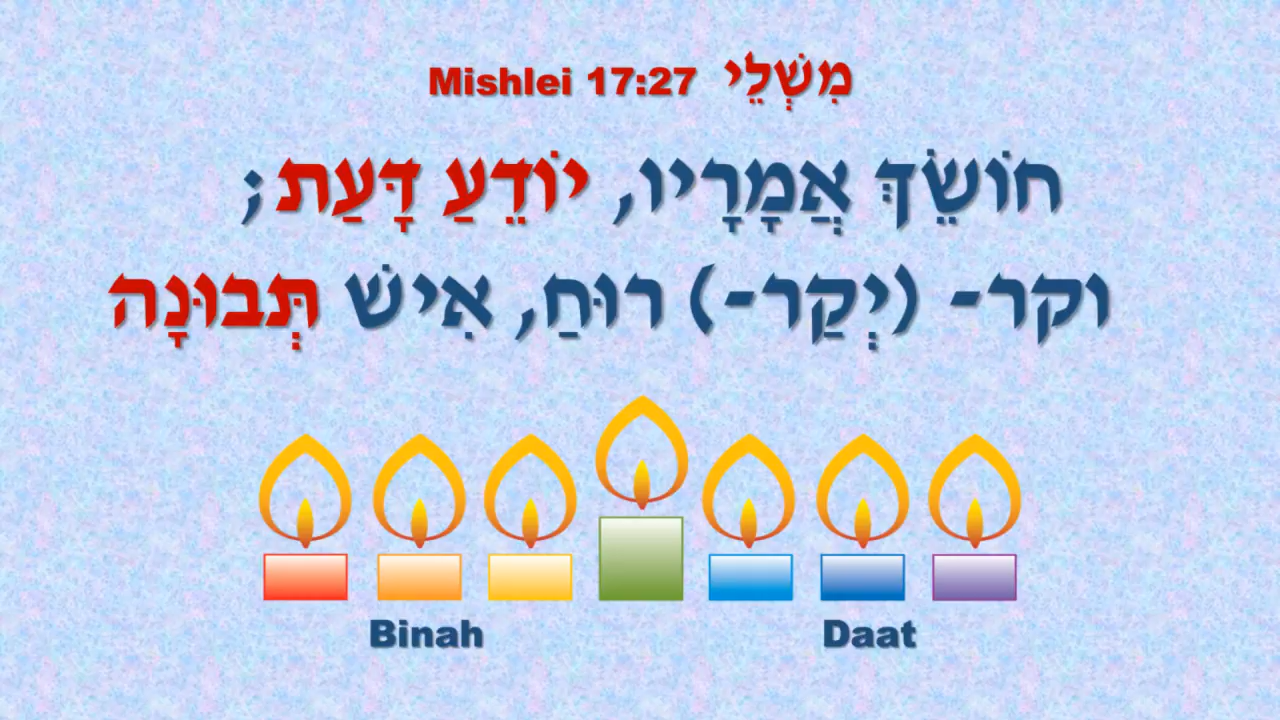 Mishlei 17:27 מִשְׁלֵי
חוֹשֵׂךְ אֲמָרָיו, יוֹדֵעַ דָּעַת;
וקר- (יְקַר-) רוּחַ, אִישׁ תְּבוּנָה
Binah Daat